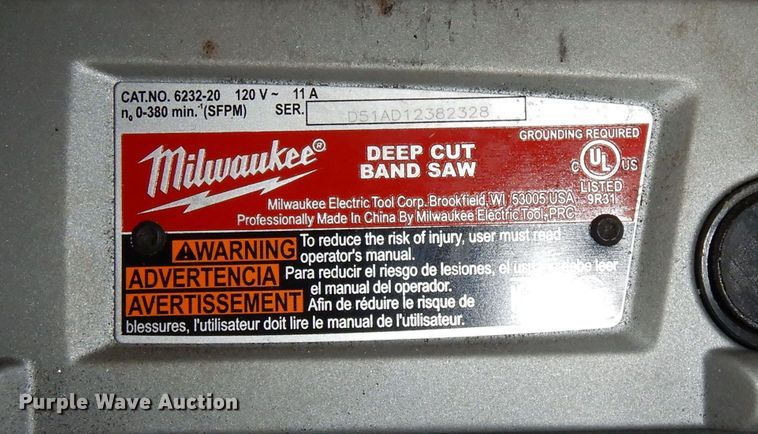 CAT.NO. 6232-20 120 V~ 11 A
n₀ 0-380 min.⁻¹ (SFPM) SER. D51AD12382328
GROUNDING REQUIRED
Milwaukee®
DEEP CUT
BAND SAW
C UL US
LISTED
9R31
Milwaukee Electric Tool Corp. Brookfield, WI 53005 USA
Professionally Made In China By Milwaukee Electric Tool, PRC
WARNING To reduce the risk of injury, user must read
operator's manual.
ADVERTENCIA Para reducir el riesgo de lesiones, el debe leer
el manual del operador.
AVERTISSEMENT Afin de réduire le risque de
blessures, l'utilisateur doit lire le manuel de l'utilisateur.
Purple Wave Auction